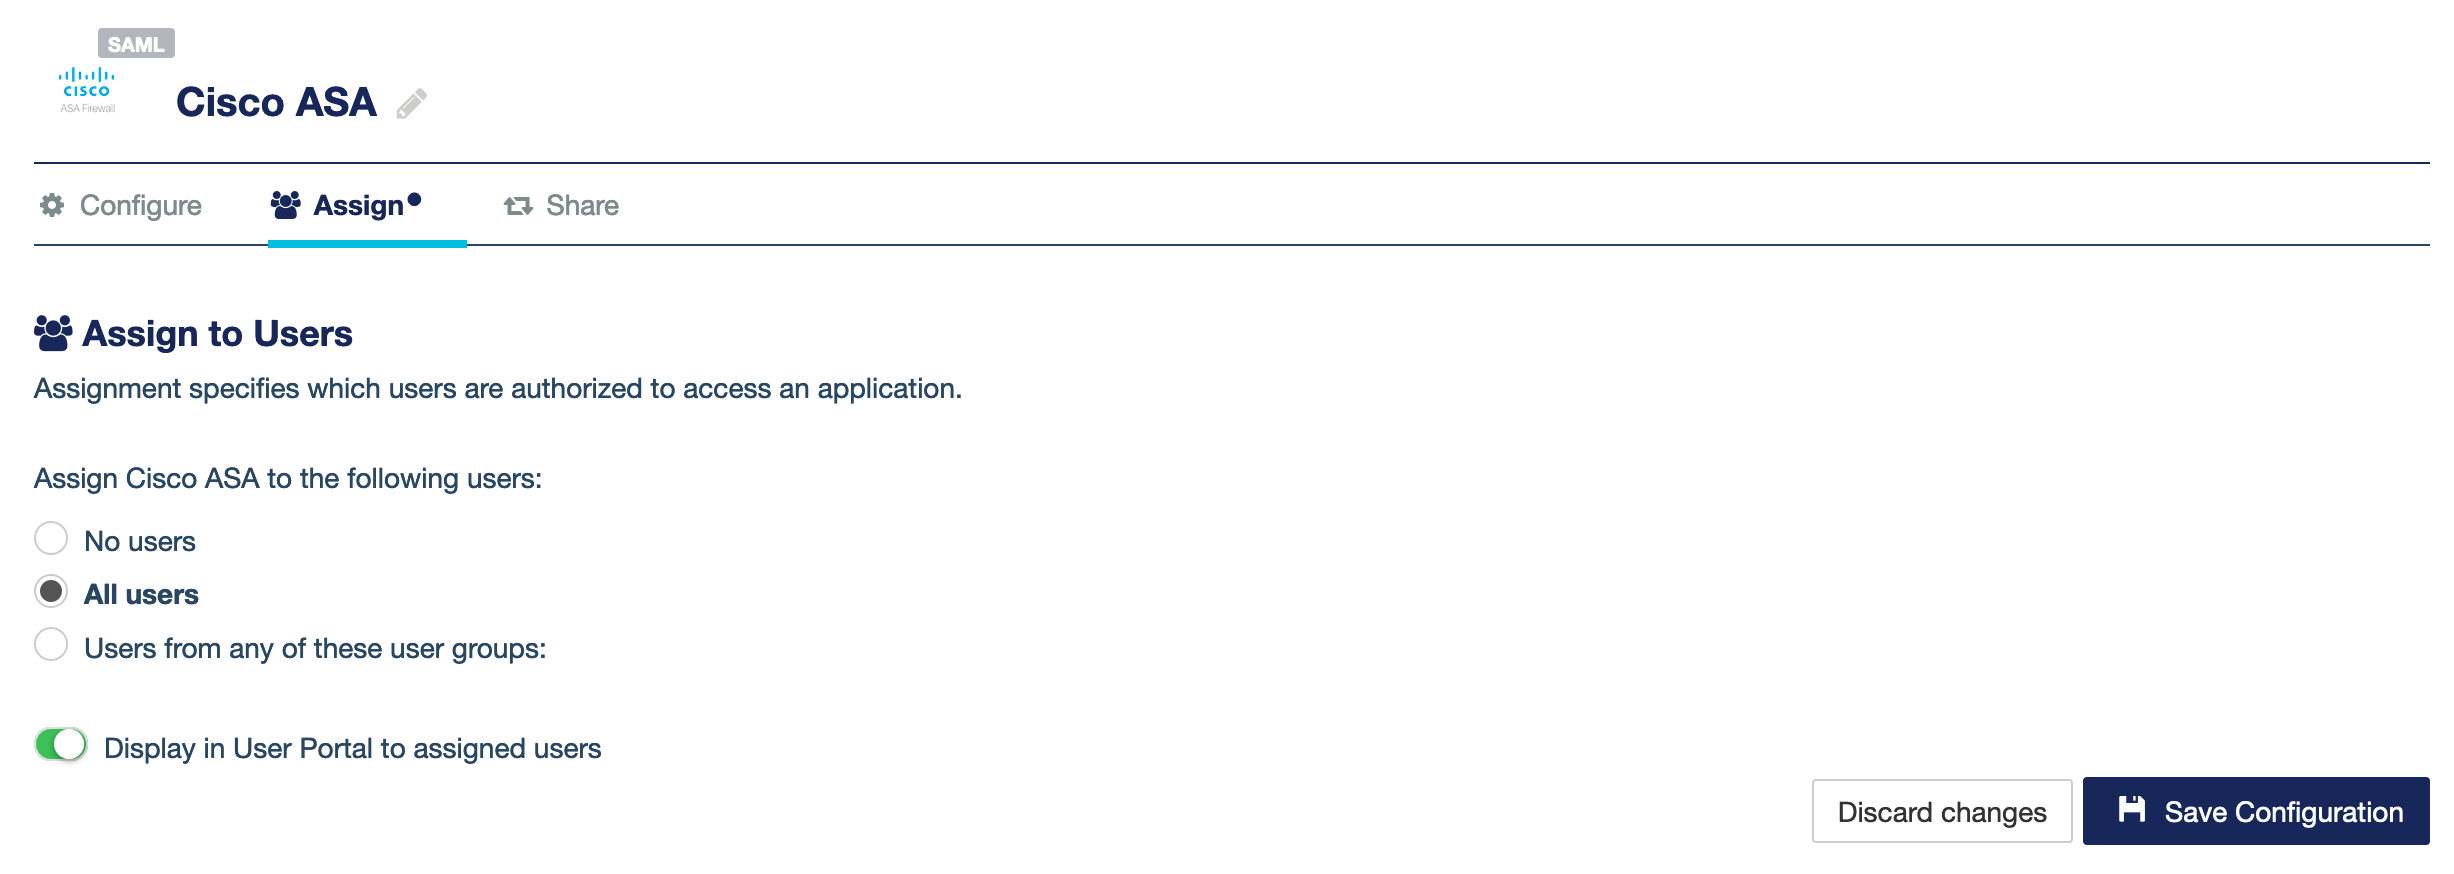 SAML
CISCO
ASA Firewall
Cisco ASA
Configure
Assign
Share
Assign to Users
Assignment specifies which users are authorized to access an application.
Assign Cisco ASA to the following users:
No users
All users
Users from any of these user groups:
Display in User Portal to assigned users
Discard changes
Save Configuration